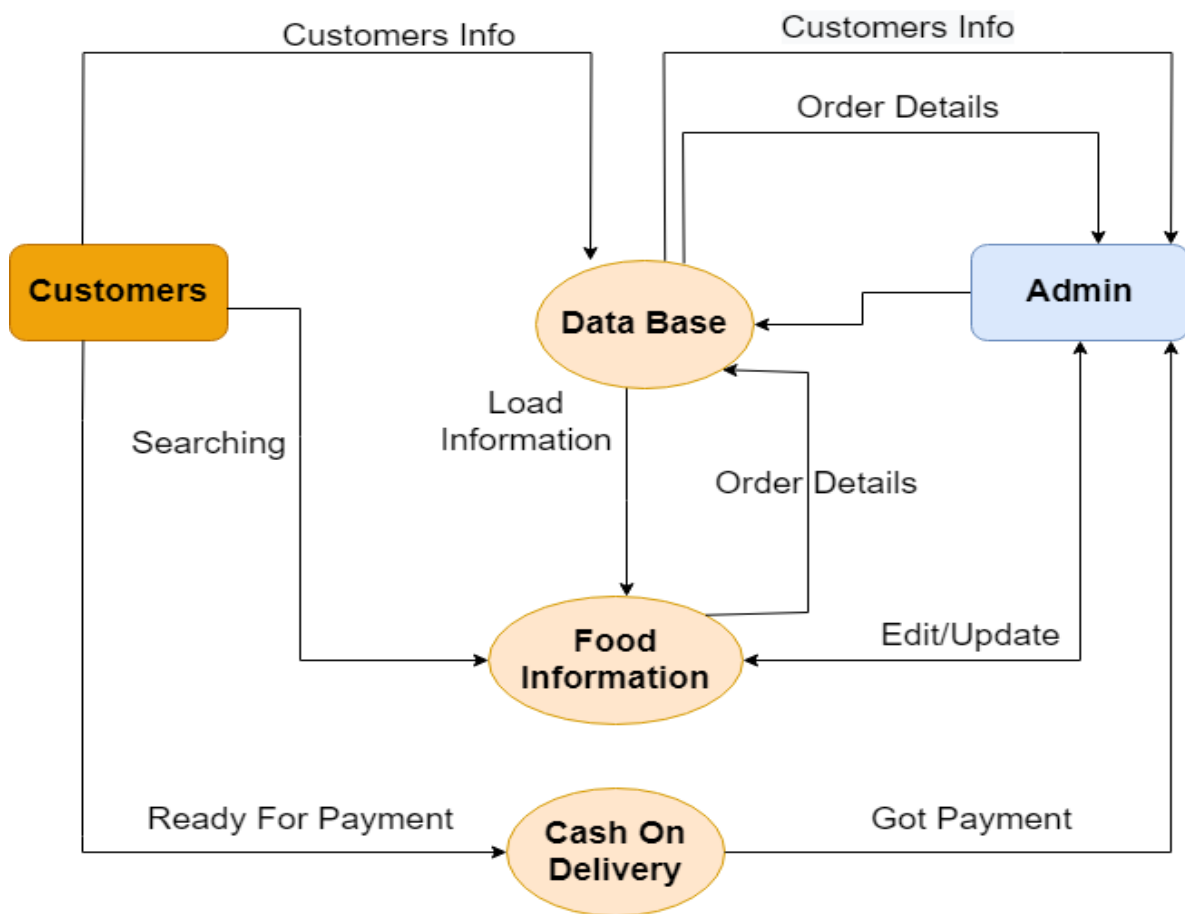 Customers Info
Customers Info
Order Details
Customers
Data Base
Admin
Load
Information
Searching
Order Details
Food
Information
Edit/Update
Ready For Payment
Cash On
Delivery
Got Payment